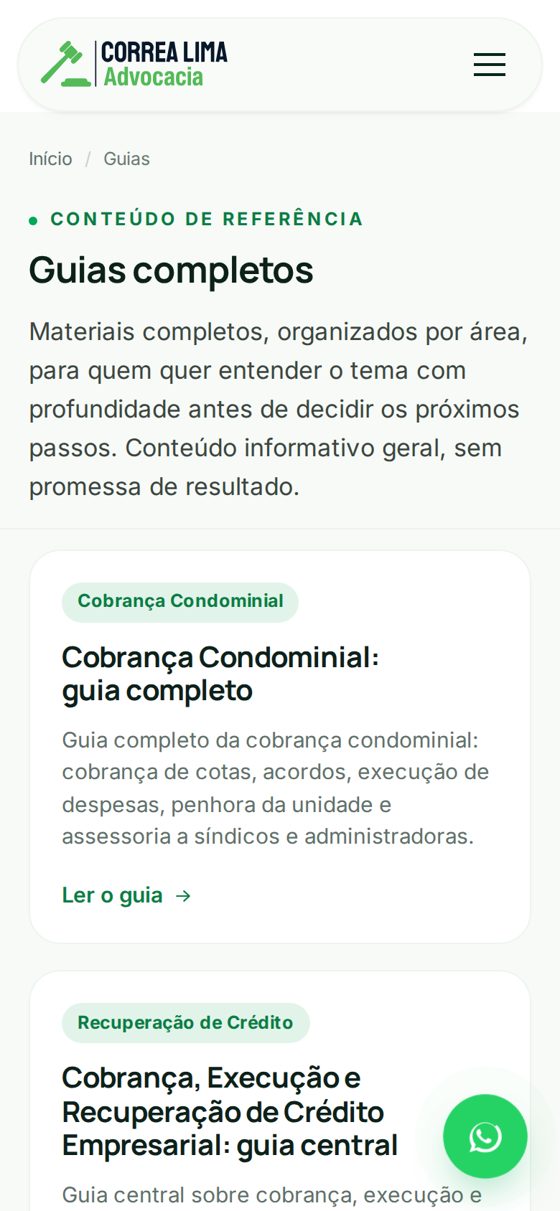 CORREA LIMA
Advocacia
Início / Guias
CONTEÚDO DE REFERÊNCIA
Guias completos
Materiais completos, organizados por área,
para quem quer entender o tema com
profundidade antes de decidir os próximos
passos. Conteúdo informativo geral, sem
promessa de resultado.
Cobrança Condominial
Cobrança Condominial:
guia completo
Guia completo da cobrança condominial:
cobrança de cotas, acordos, execução de
despesas, penhora da unidade e
assessoria a síndicos e administradoras.
Ler o guia →
Recuperação de Crédito
Cobrança, Execução e
Recuperação de Crédito
Empresarial: guia central
Guia central sobre cobrança, execução e